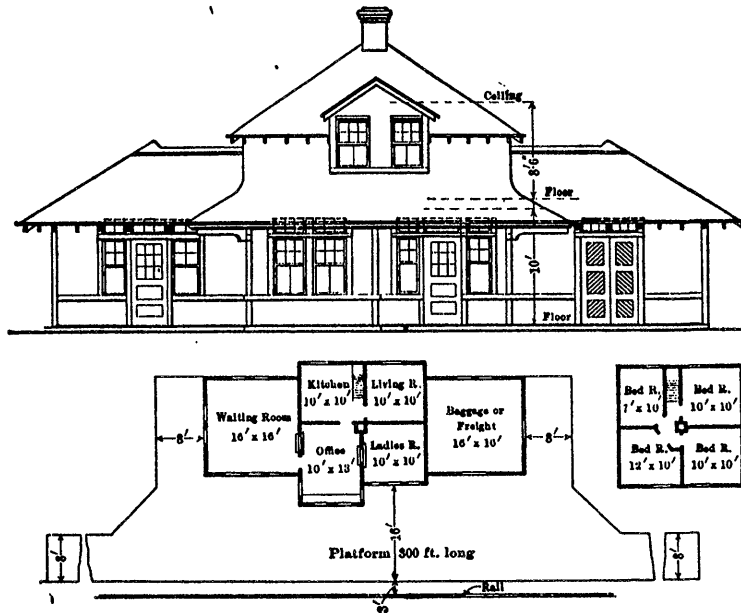 Ceiling
8'6"
Floor
10'
Floor
Kitchen
10' x 10'
Living R.
10' x 10'
Waiting Room
16' x 16'
Baggage or
Freight
16' x 10'
Office
10' x 13'
Ladies R.
10' x 10'
Bed R.
7' x 10'
Bed R.
10' x 10'
Bed R.
12' x 10'
Bed R.
10' x 10'
8'
8'
16'
8'
Platform 300 ft. long
8'
Rail